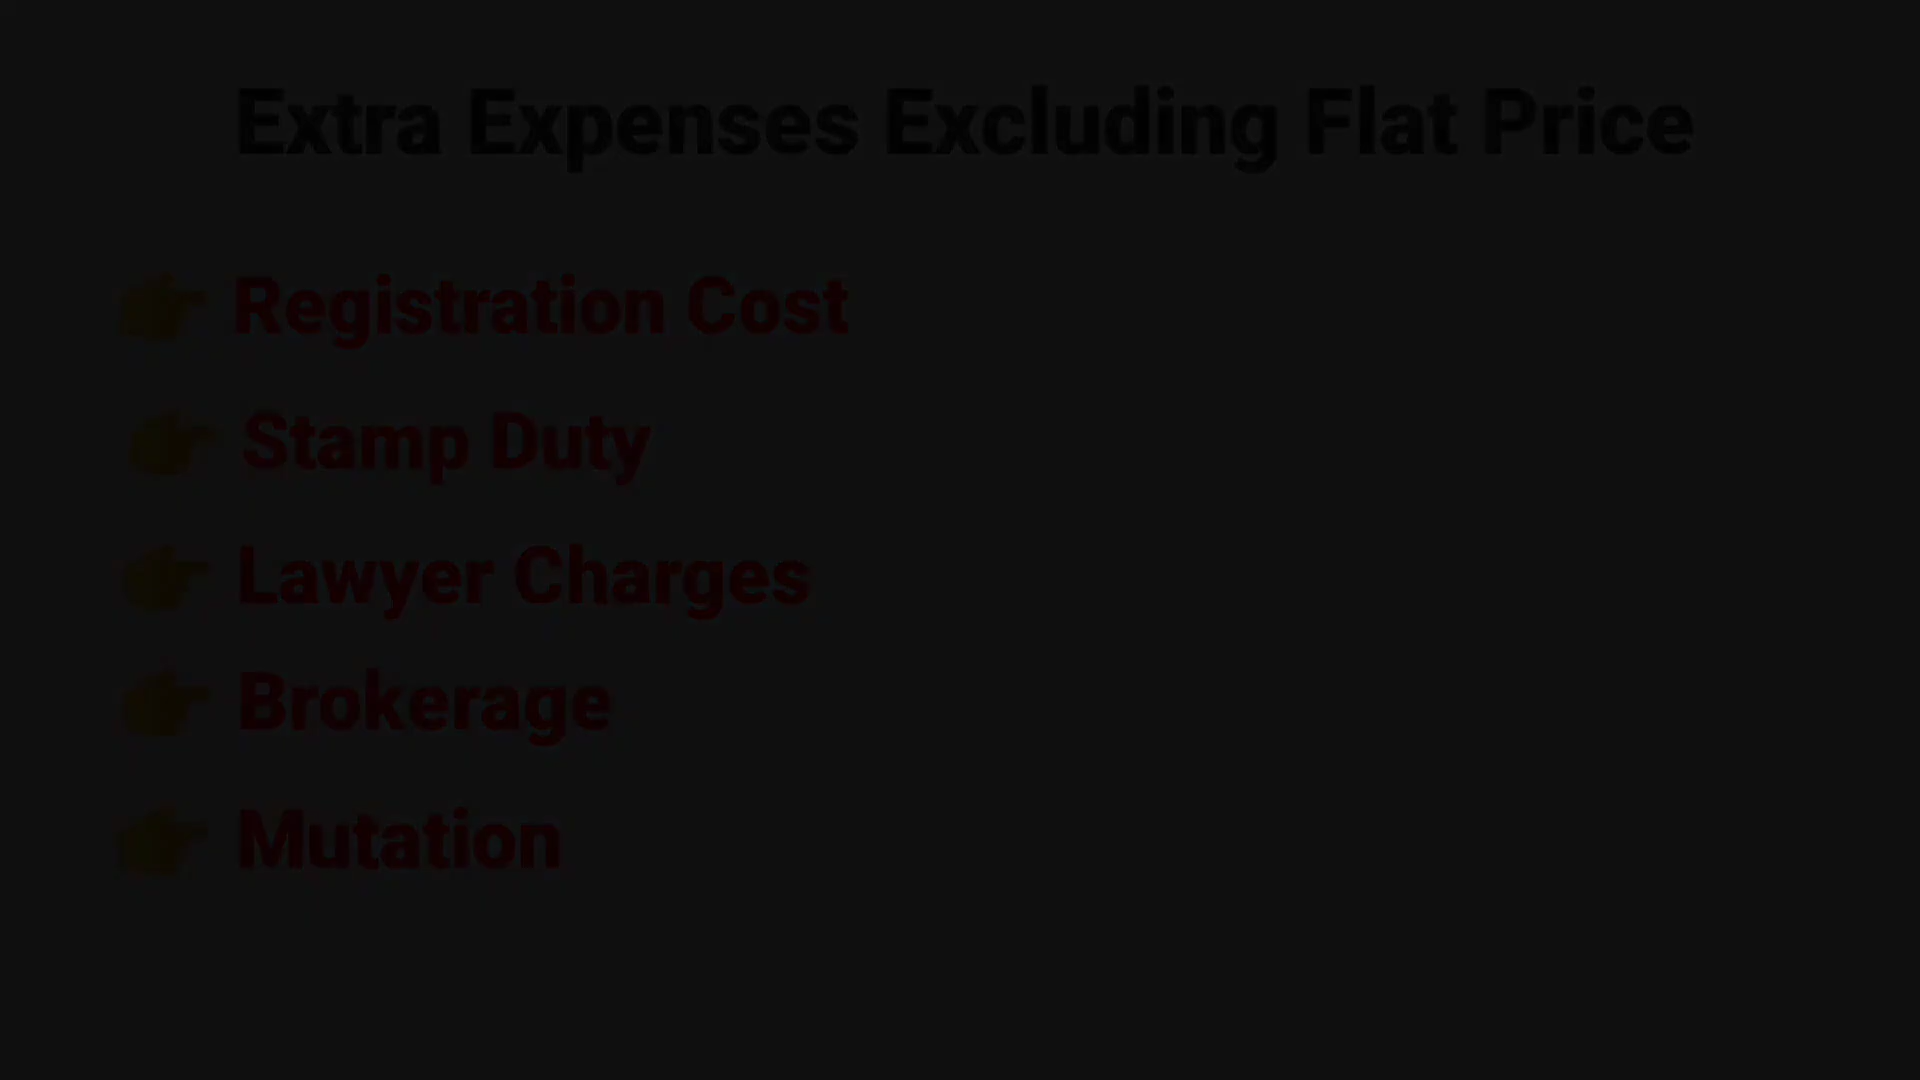 Extra Expenses Excluding Flat Price
👉 Registration Cost
👉 Stamp Duty
👉 Lawyer Charges
👉 Brokerage
👉 Mutation